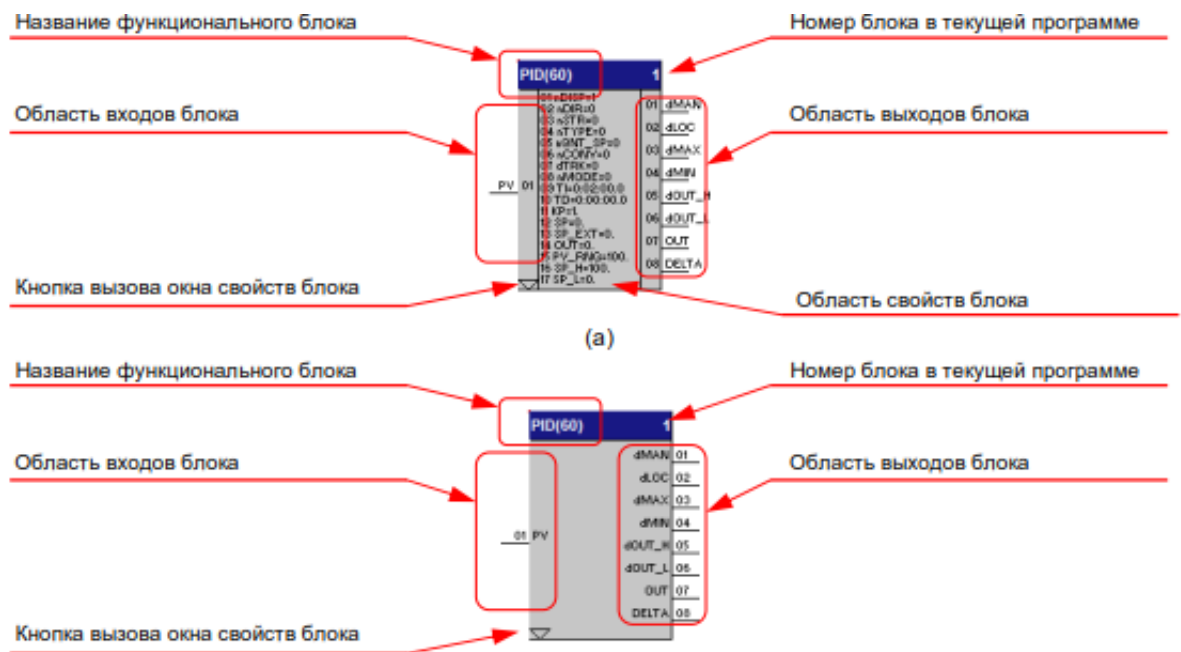 Название функционального блока
Номер блока в текущей программе
PID(60) 1
Область входов блока
Область выходов блока
01 nDISP=1
02 nDIR=0
03 nSTR=0
04 nTYPE=0
05 nBNT_SP=0
06 nCONV=0
07 dTRK=0
08 nMODE=0
09 TI=0:02:00.0
10 TD=0:00:00.0
11 KP=1.
12 SP=0.
13 SP_EXT=0.
14 OUT=0.
15 PV_RNG=100.
16 SP_H=100.
17 SP_L=0.
PV 01
01 dMAN
02 dLOC
03 dMAX
04 dMIN
05 dOUT_H
06 dOUT_L
07 OUT
08 DELTA
Кнопка вызова окна свойств блока
Область свойств блока
(а)
Название функционального блока
Номер блока в текущей программе
PID(60) 1
Область входов блока
Область выходов блока
01 PV
dMAN 01
dLOC 02
dMAX 03
dMIN 04
dOUT_H 05
dOUT_L 06
OUT 07
DELTA 08
Кнопка вызова окна свойств блока